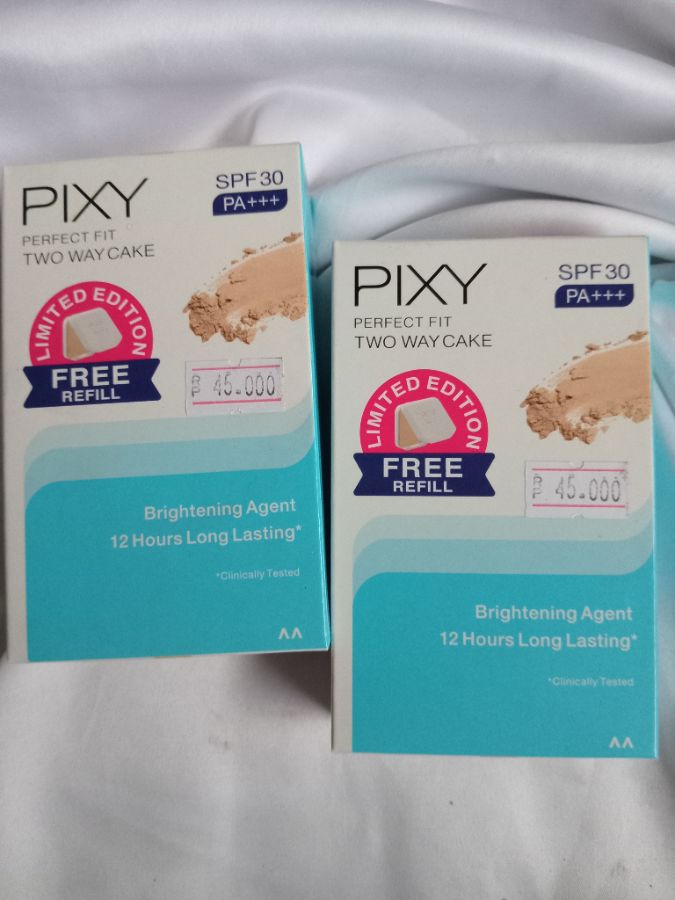 PIXY
SPF 30
PA+++
PERFECT FIT
TWO WAY CAKE
LIMITED EDITION
FREE
REFILL
RP 45.000
Brightening Agent
12 Hours Long Lasting*
*Clinically Tested
PIXY
SPF 30
PA+++
PERFECT FIT
TWO WAY CAKE
LIMITED EDITION
FREE
REFILL
RP 45.000
Brightening Agent
12 Hours Long Lasting*
*Clinically Tested